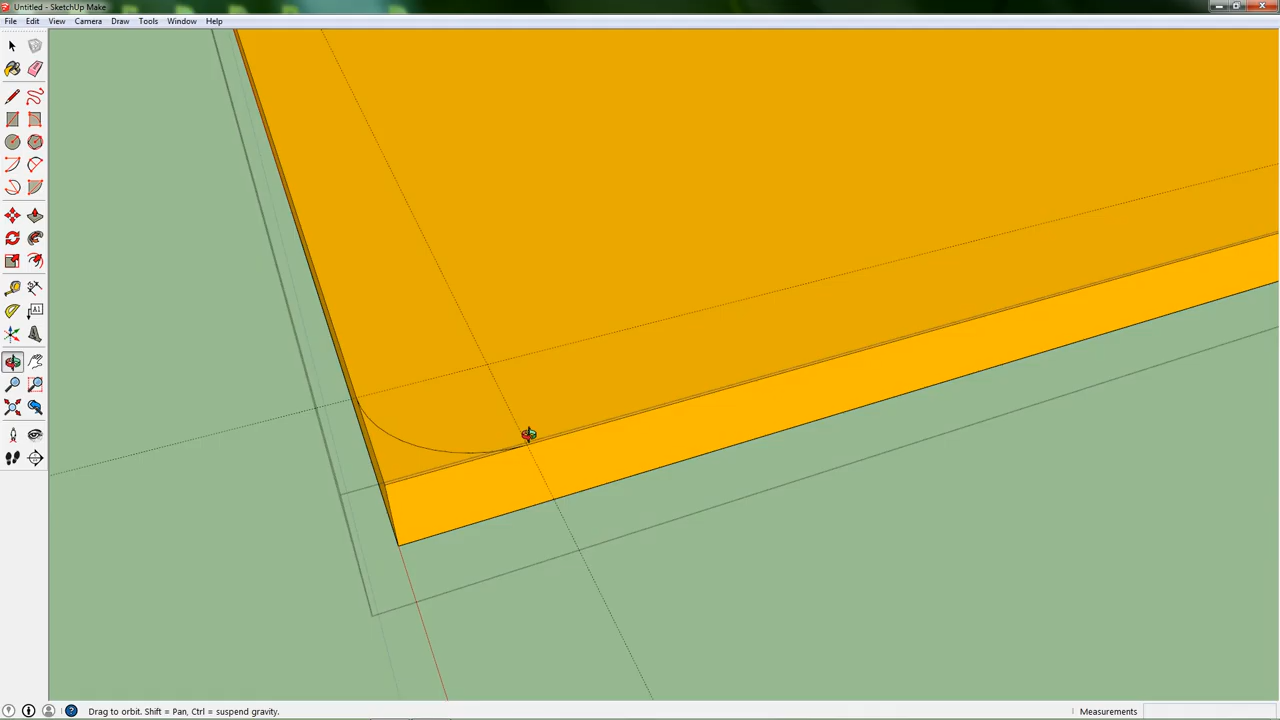 Untitled - SketchUp Make
File Edit View Camera Draw Tools Window Help
A1
Drag to orbit. Shift = Pan, Ctrl = suspend gravity.
Measurements